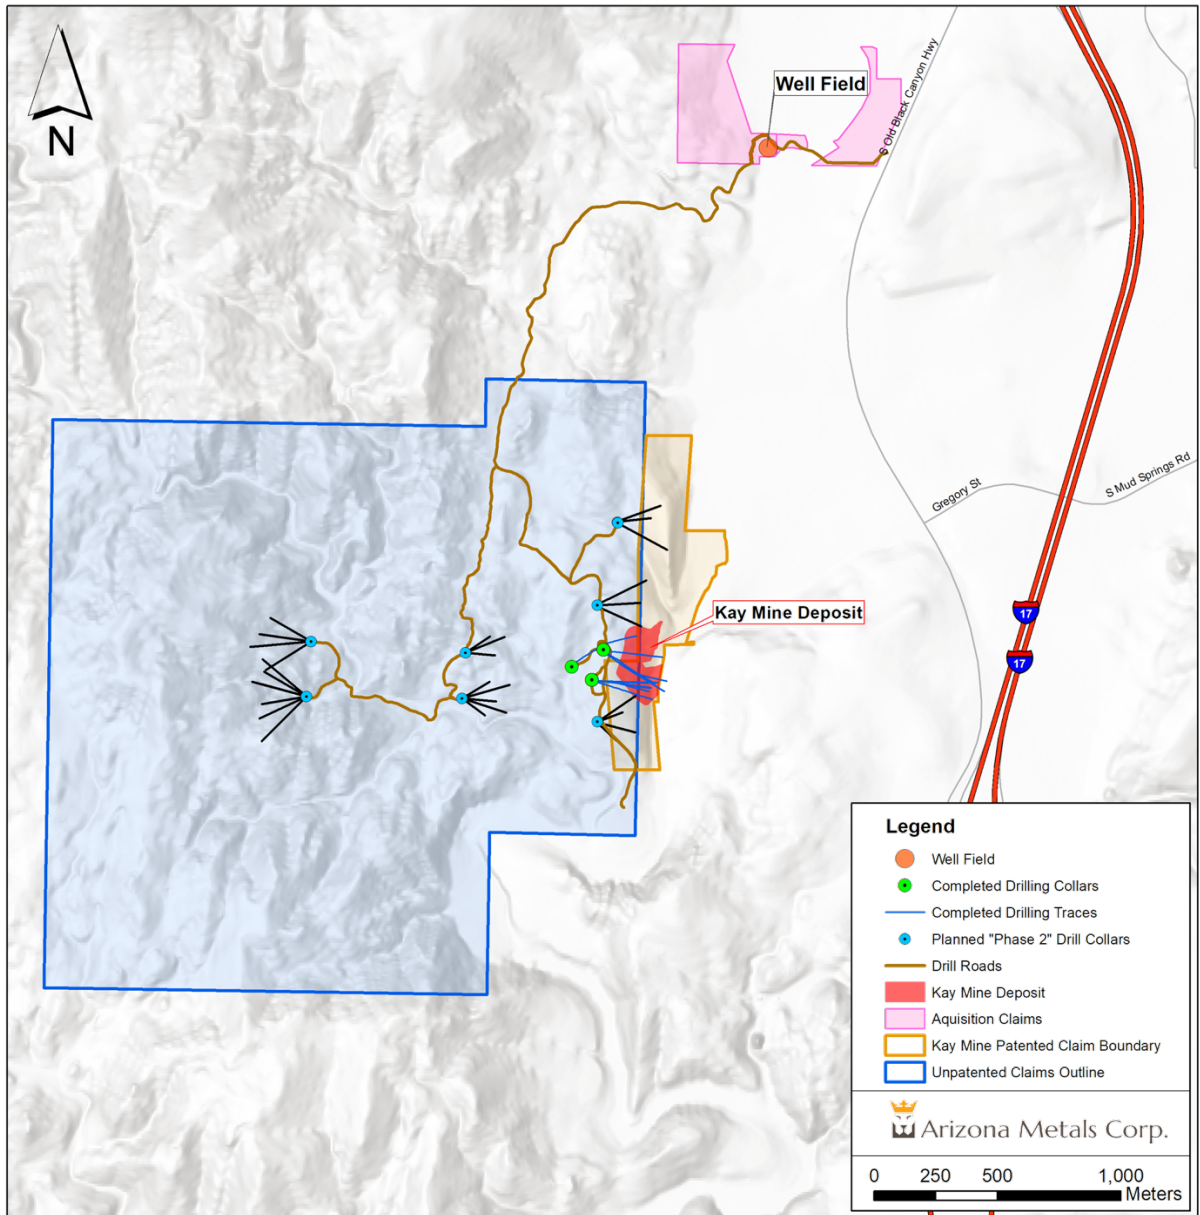 N
Well Field
S Old Black Canyon Hwy
Gregory St
S Mud Springs Rd
17
17
Kay Mine Deposit
Legend
Well Field
Completed Drilling Collars
Completed Drilling Traces
Planned "Phase 2" Drill Collars
Drill Roads
Kay Mine Deposit
Aquisition Claims
Kay Mine Patented Claim Boundary
Unpatented Claims Outline
Arizona Metals Corp.
0 250 500 1,000
Meters